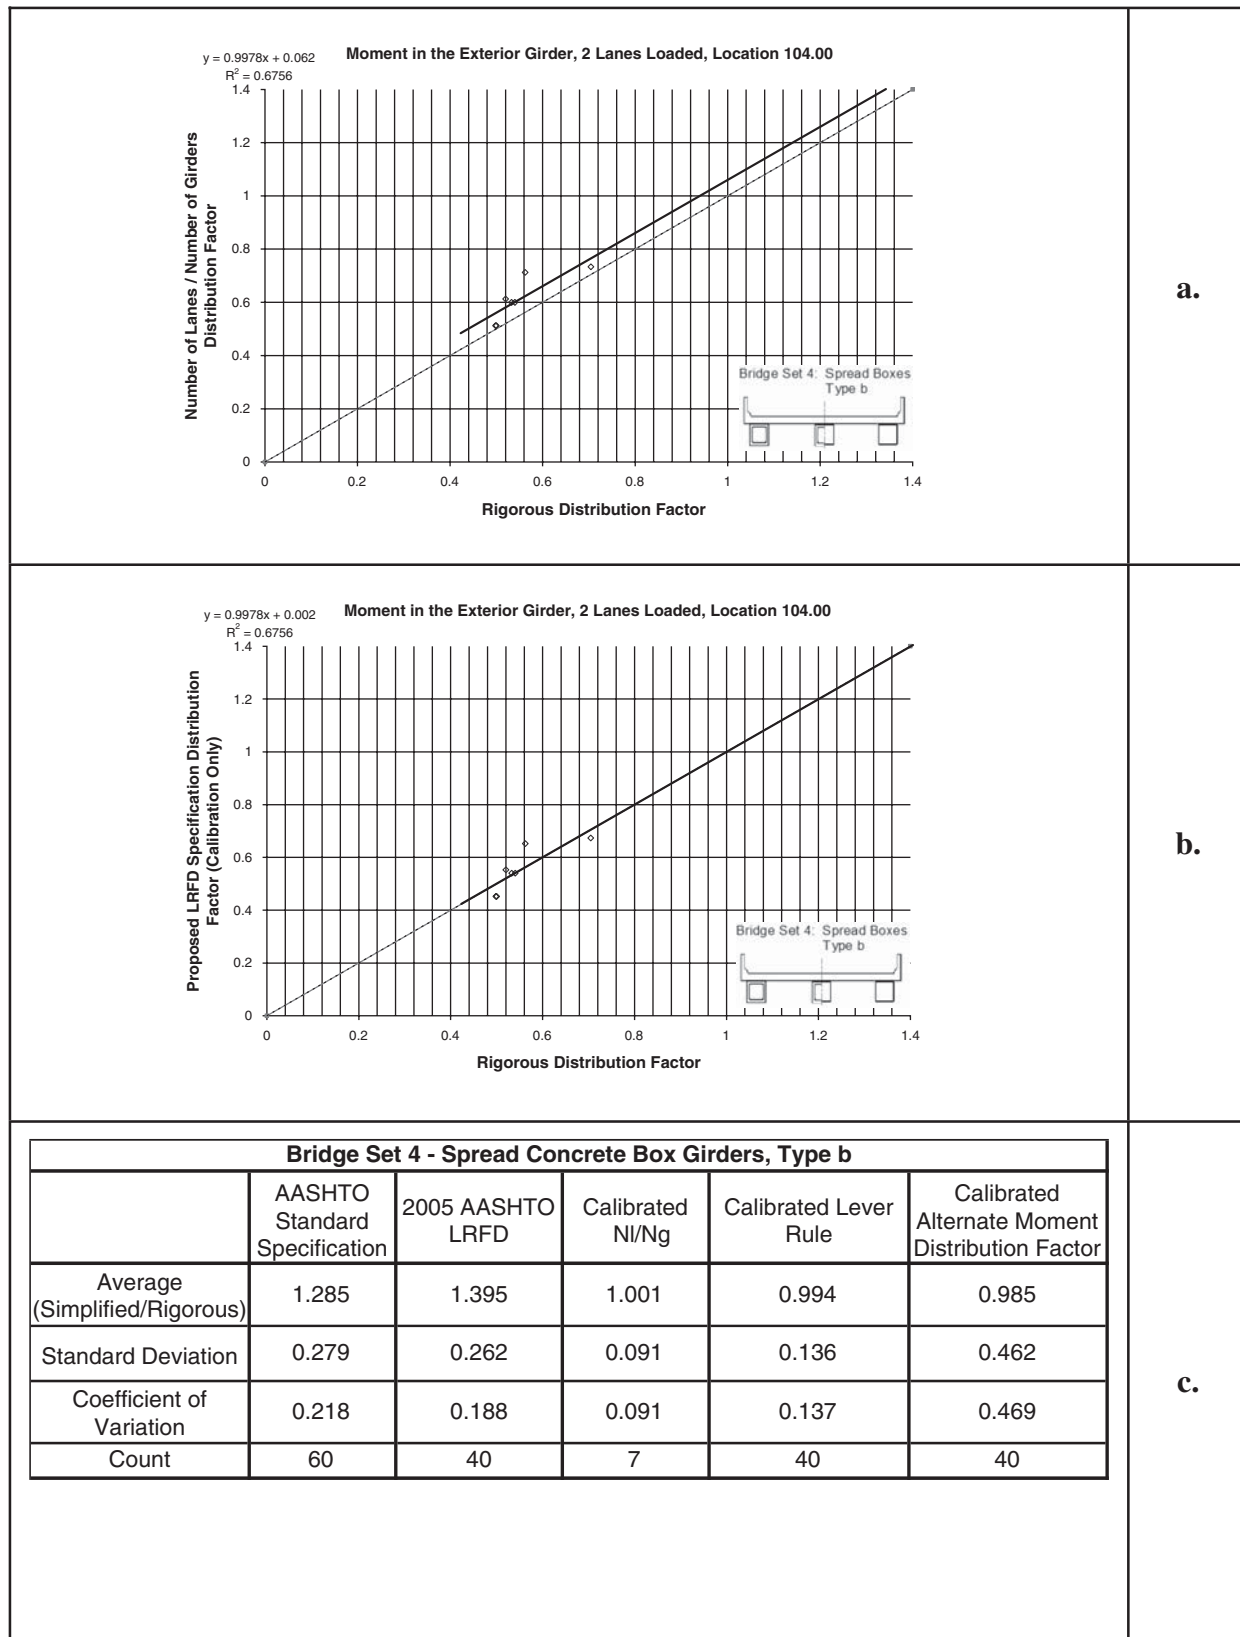 y = 0.9978x + 0.062
R² = 0.6756
Moment in the Exterior Girder, 2 Lanes Loaded, Location 104.00
Number of Lanes / Number of Girders
Distribution Factor
1.4
1.2
1
0.8
0.6
0.4
0.2
0
0 0.2 0.4 0.6 0.8 1 1.2 1.4
Rigorous Distribution Factor
Bridge Set 4: Spread Boxes
Type b
a.
y = 0.9978x + 0.002
R² = 0.6756
Moment in the Exterior Girder, 2 Lanes Loaded, Location 104.00
Proposed LRFD Specification Distribution
Factor (Calibration Only)
1.4
1.2
1
0.8
0.6
0.4
0.2
0
0 0.2 0.4 0.6 0.8 1 1.2 1.4
Rigorous Distribution Factor
Bridge Set 4: Spread Boxes
Type b
b.
Bridge Set 4 - Spread Concrete Box Girders, Type b
AASHTO Standard Specification 2005 AASHTO LRFD Calibrated Nl/Ng Calibrated Lever Rule Calibrated Alternate Moment Distribution Factor
Average (Simplified/Rigorous) 1.285 1.395 1.001 0.994 0.985
Standard Deviation 0.279 0.262 0.091 0.136 0.462
Coefficient of Variation 0.218 0.188 0.091 0.137 0.469
Count 60 40 7 40 40
c.